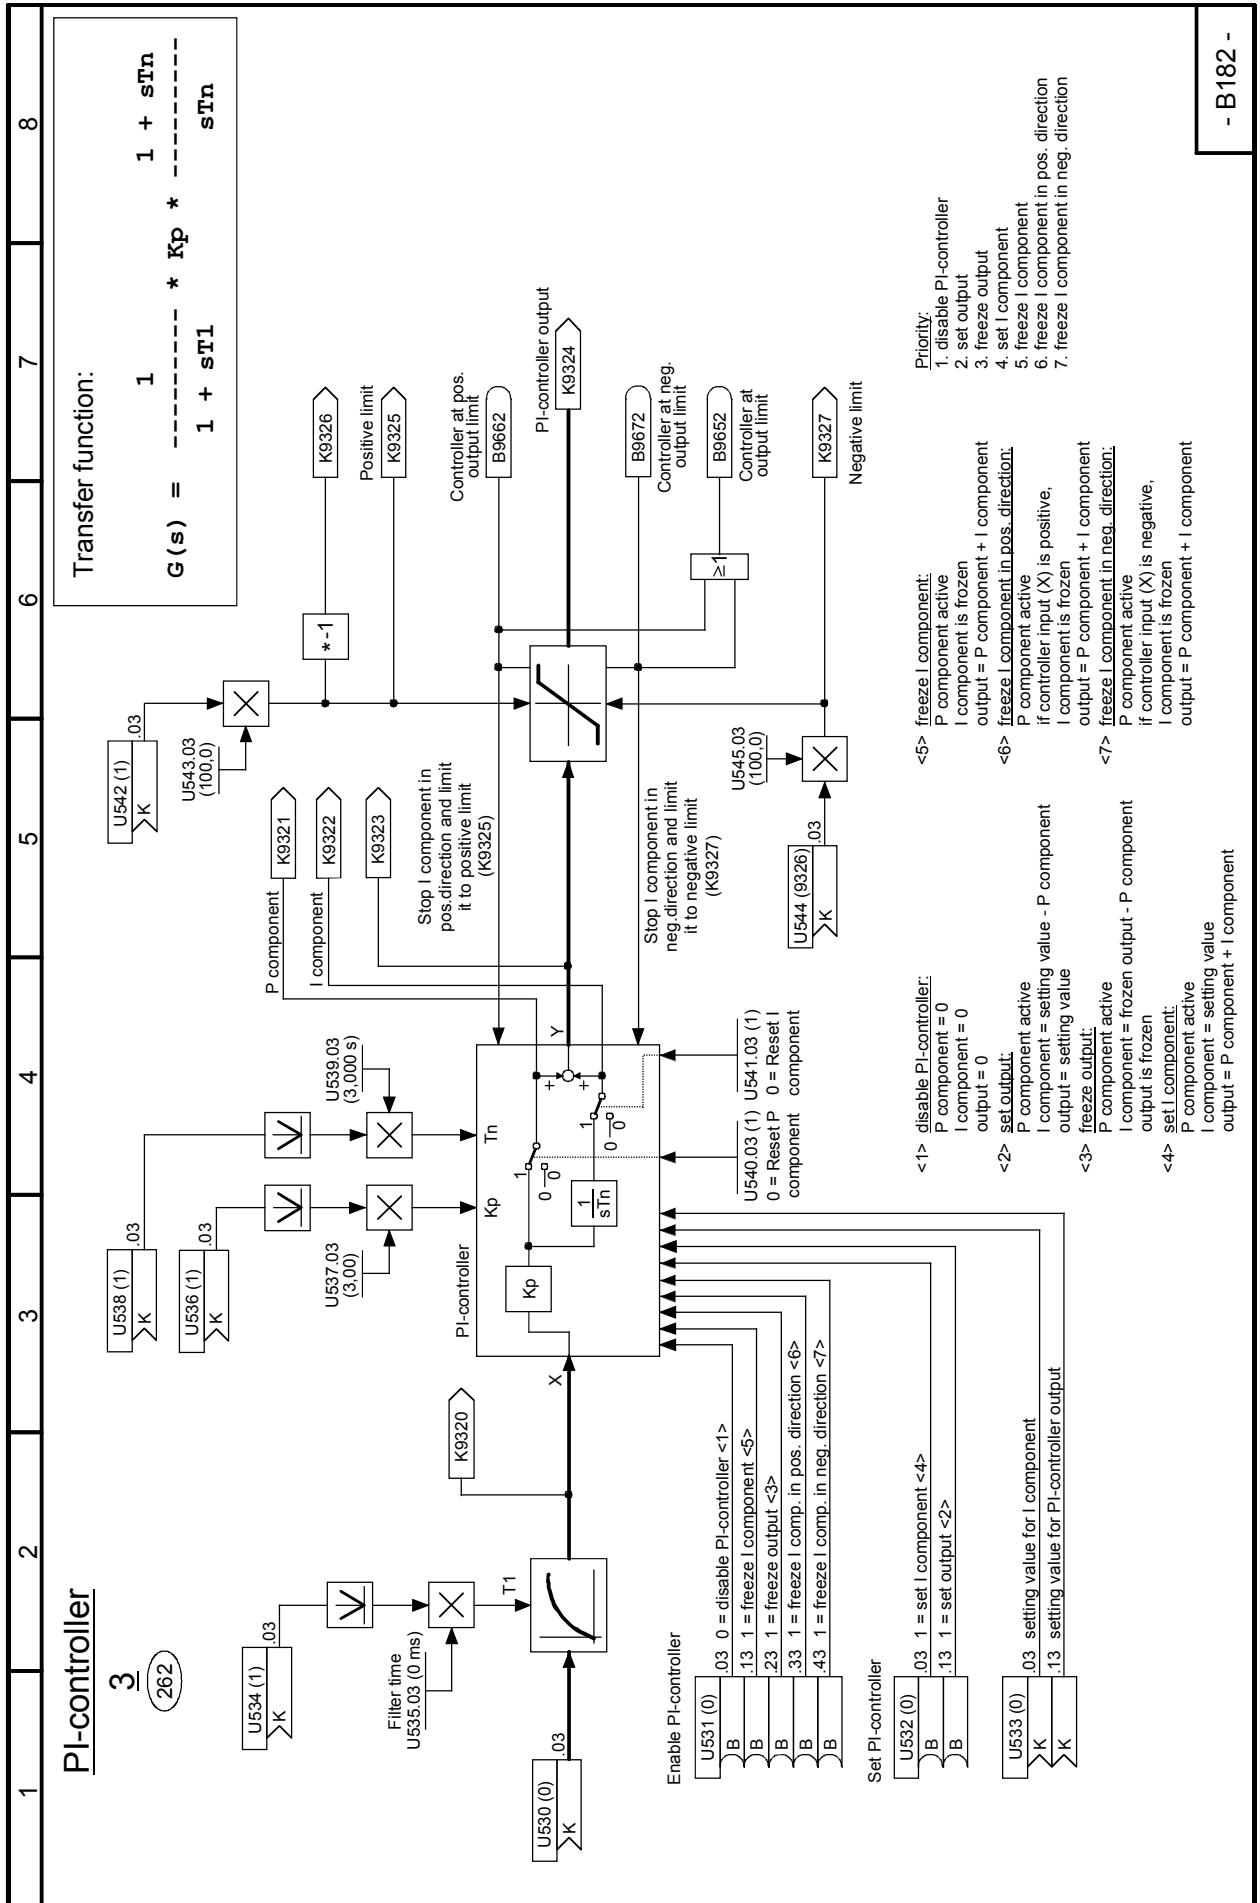 1 2 3 4 5 6 7 8
PI-controller
3
262
Transfer function:
1 1 + sTn
G(s) = -------- * Kp * ----------
1 + sT1 sTn
U534 (1)
K
.03
Filter time
U535.03 (0 ms)
T1
U530 (0)
K
.03
K9320
X
U538 (1)
K
.03
U536 (1)
K
.03
U537.03
(3,00)
U539.03
(3,000 s)
PI-controller
Kp
Tn
Kp
1
sTn
1
0
0
1
0
0
+
+
Y
U540.03 (1)
0 = Reset P
component
U541.03 (1)
0 = Reset I
component
P component
K9321
I component
K9322
K9323
Stop I component in
pos.direction and limit
it to positive limit
(K9325)
Stop I component in
neg.direction and limit
it to negative limit
(K9327)
U542 (1)
K
.03
U543.03
(100,0)
U545.03
(100,0)
U544 (9326)
K
.03
*-1
K9326
Positive limit
K9325
Controller at pos.
output limit
B9662
PI-controller output
K9324
B9672
Controller at neg.
output limit
≥1
B9652
Controller at
output limit
K9327
Negative limit
Enable PI-controller
U531 (0)
B .03 0 = disable PI-controller <1>
B .13 1 = freeze I component <5>
B .23 1 = freeze output <3>
B .33 1 = freeze I comp. in pos. direction <6>
B .43 1 = freeze I comp. in neg. direction <7>
Set PI-controller
U532 (0)
B .03 1 = set I component <4>
B .13 1 = set output <2>
U533 (0)
K .03 setting value for I component
K .13 setting value for PI-controller output
<1> disable PI-controller:
P component = 0
I component = 0
output = 0
<2> set output:
P component active
I component = setting value - P component
output = setting value
<3> freeze output:
P component active
I component = frozen output - P component
output is frozen
<4> set I component:
P component active
I component = setting value
output = P component + I component
<5> freeze I component:
P component active
I component is frozen
output = P component + I component
<6> freeze I component in pos. direction:
P component active
if controller input (X) is positive,
I component is frozen
output = P component + I component
<7> freeze I component in neg. direction:
P component active
if controller input (X) is negative,
I component is frozen
output = P component + I component
Priority:
1. disable PI-controller
2. set output
3. freeze output
4. set I component
5. freeze I component
6. freeze I component in pos. direction
7. freeze I component in neg. direction
- B182 -